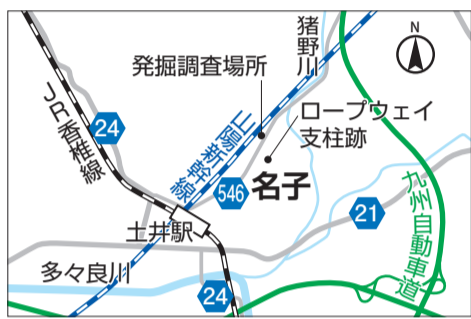 猪野川
N
発掘調査場所
ロープウェイ
支柱跡
JR香椎線
24
山陽新幹線
546
名子
21
九州自動車道
土井駅
多々良川
24